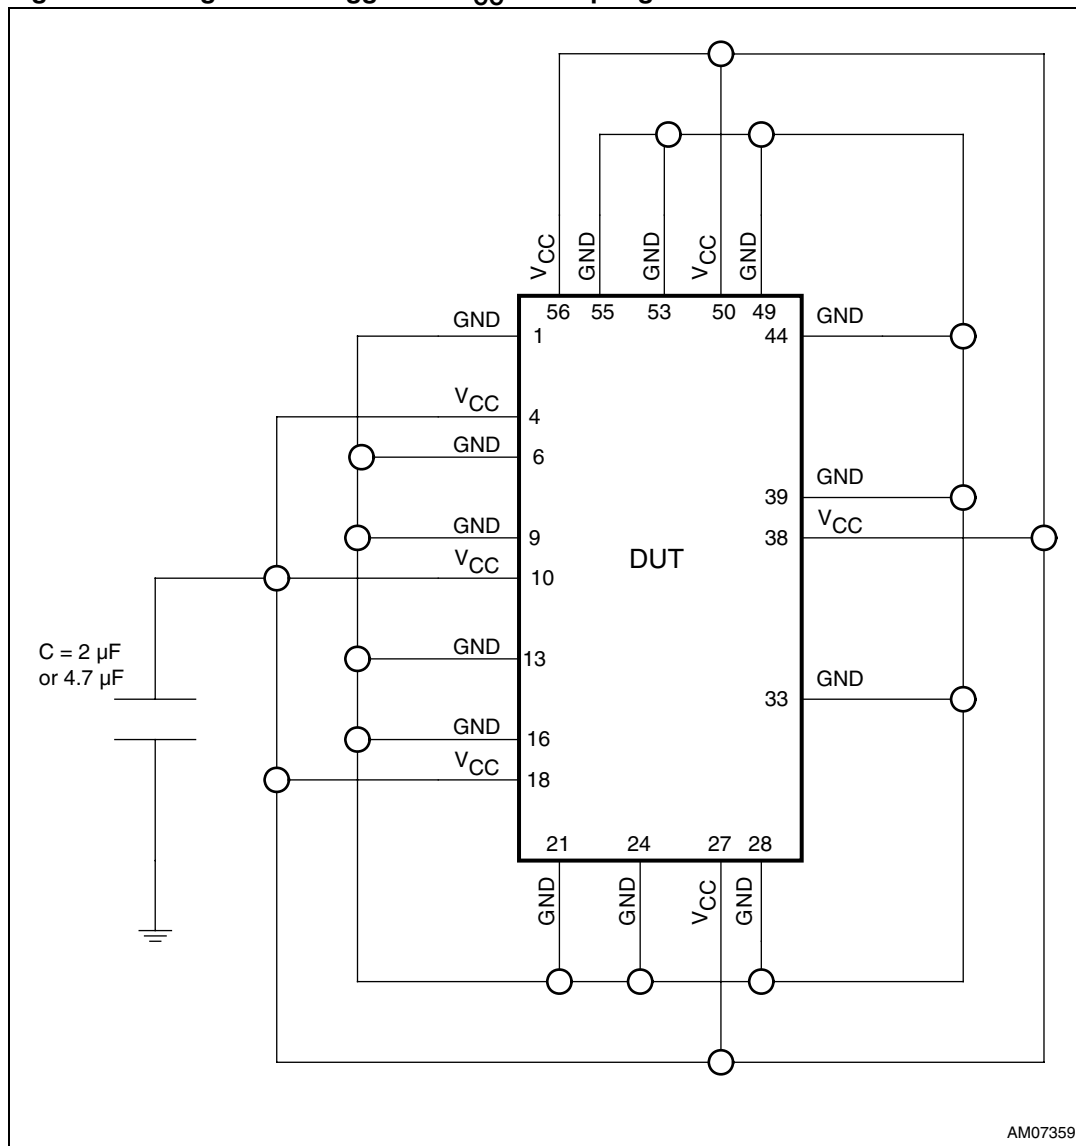 VCC
GND
GND
VCC
GND
56
55
53
50
49
GND
1
44
GND
VCC
4
GND
6
GND
39
GND
9
VCC
38
VCC
10
DUT
C = 2 µF
or 4.7 µF
GND
13
GND
33
GND
16
VCC
18
21
24
27
28
GND
GND
VCC
GND
AM07359